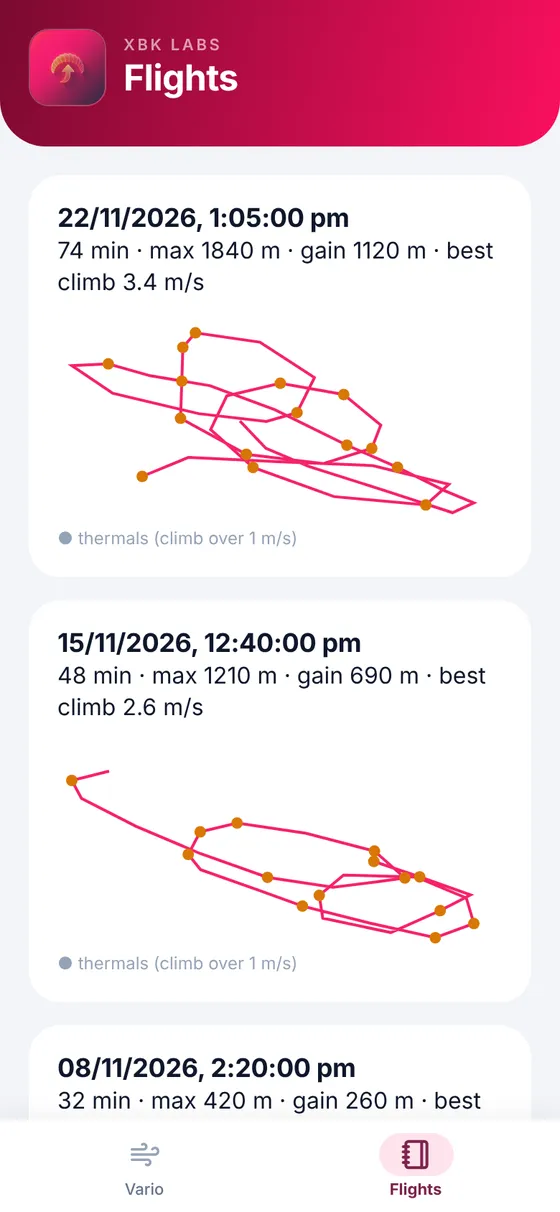 XBK LABS
Flights
22/11/2026, 1:05:00 pm
74 min · max 1840 m · gain 1120 m · best
climb 3.4 m/s
thermals (climb over 1 m/s)
15/11/2026, 12:40:00 pm
48 min · max 1210 m · gain 690 m · best
climb 2.6 m/s
thermals (climb over 1 m/s)
08/11/2026, 2:20:00 pm
32 min · max 420 m · gain 260 m · best
Vario
Flights